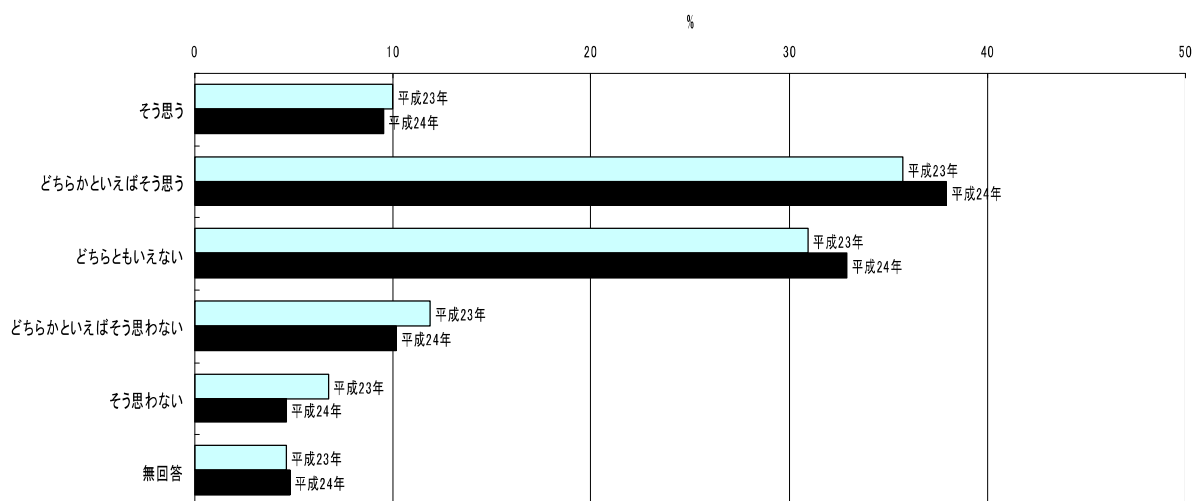 %
0 10 20 30 40 50
そう思う
平成23年
平成24年
どちらかといえばそう思う
平成23年
平成24年
どちらともいえない
平成23年
平成24年
どちらかといえばそう思わない
平成23年
平成24年
そう思わない
平成23年
平成24年
無回答
平成23年
平成24年